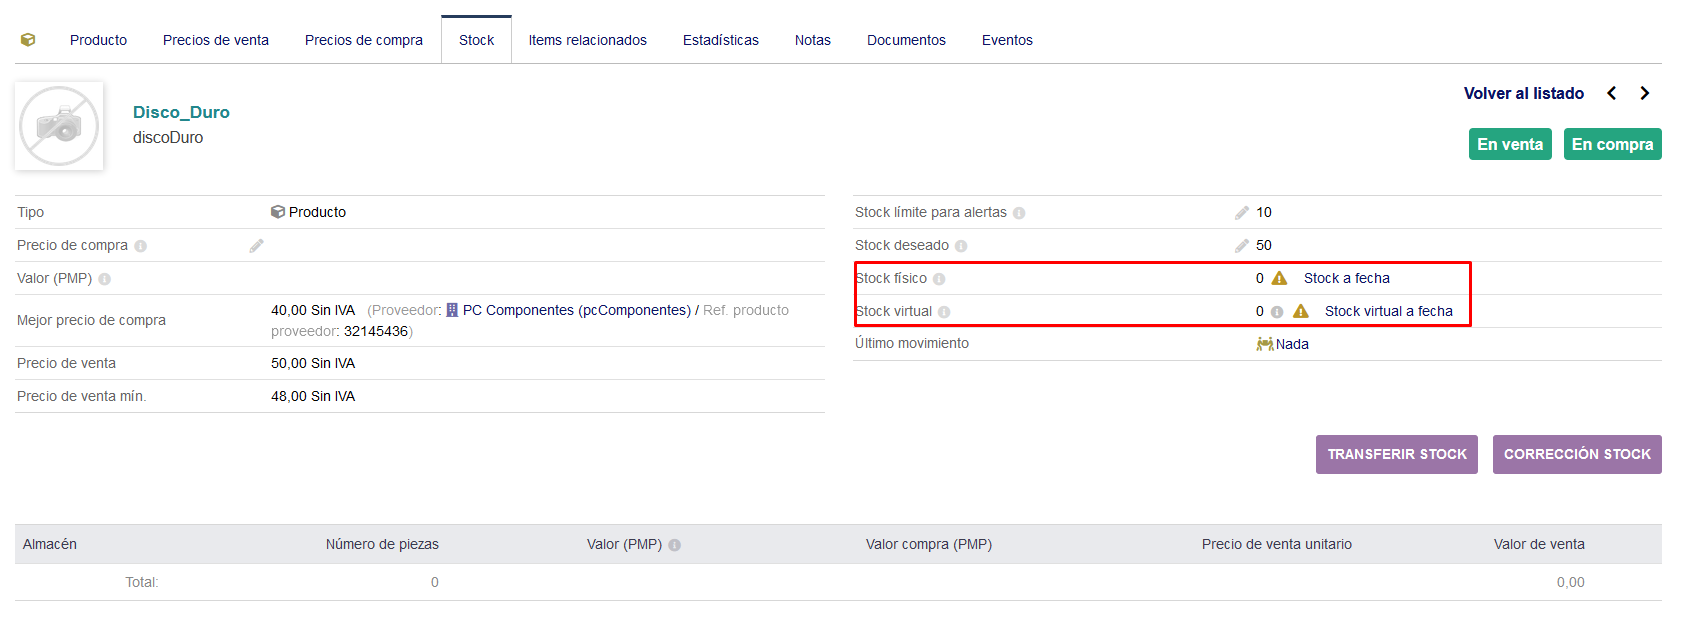 Producto Precios de venta Precios de compra Stock Items relacionados Estadísticas Notas Documentos Eventos
Volver al listado
Disco_Duro
discoDuro
En venta En compra
Tipo Producto
Precio de compra
Valor (PMP)
Mejor precio de compra 40,00 Sin IVA (Proveedor: PC Componentes (pcComponentes) / Ref. producto
proveedor: 32145436)
Precio de venta 50,00 Sin IVA
Precio de venta mín. 48,00 Sin IVA
Stock límite para alertas 10
Stock deseado 50
Stock físico 0 Stock a fecha
Stock virtual 0 Stock virtual a fecha
Último movimiento Nada
TRANSFERIR STOCK CORRECCIÓN STOCK
Almacén Número de piezas Valor (PMP) Valor compra (PMP) Precio de venta unitario Valor de venta
Total: 0 0,00